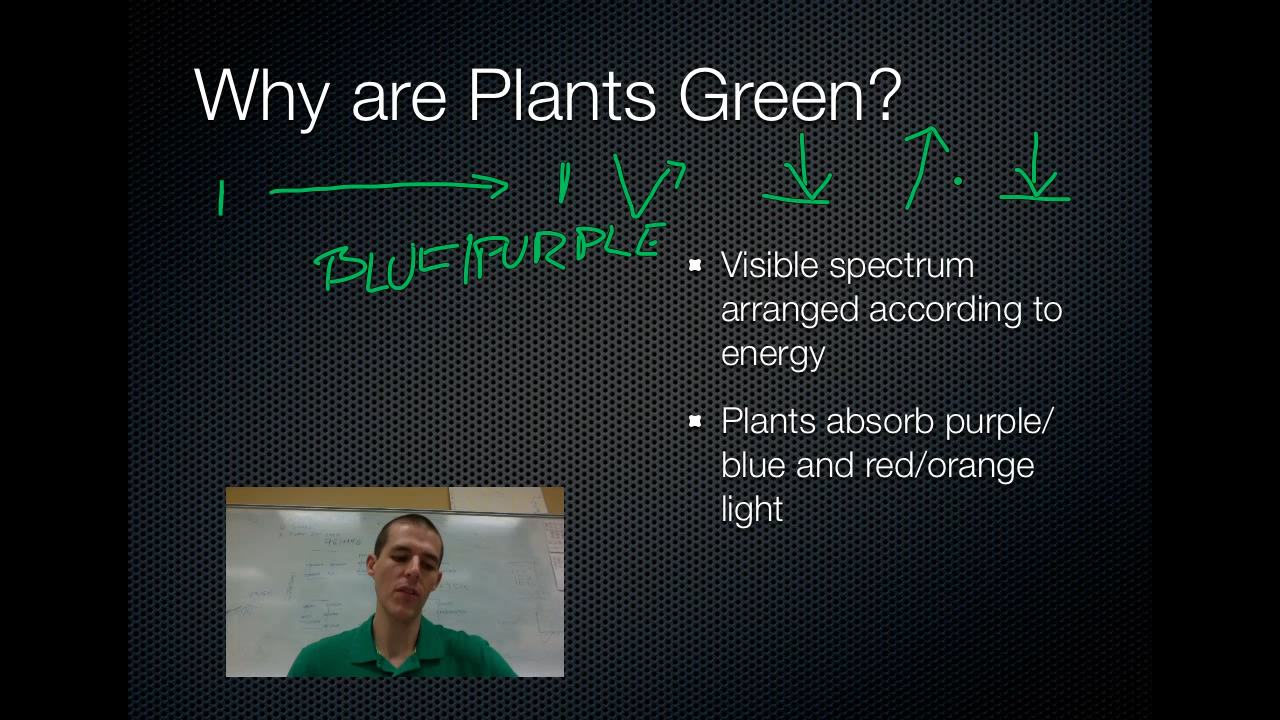 Why are Plants Green?
BLUE/PURPLE
Visible spectrum
arranged according to
energy
Plants absorb purple/
blue and red/orange
light